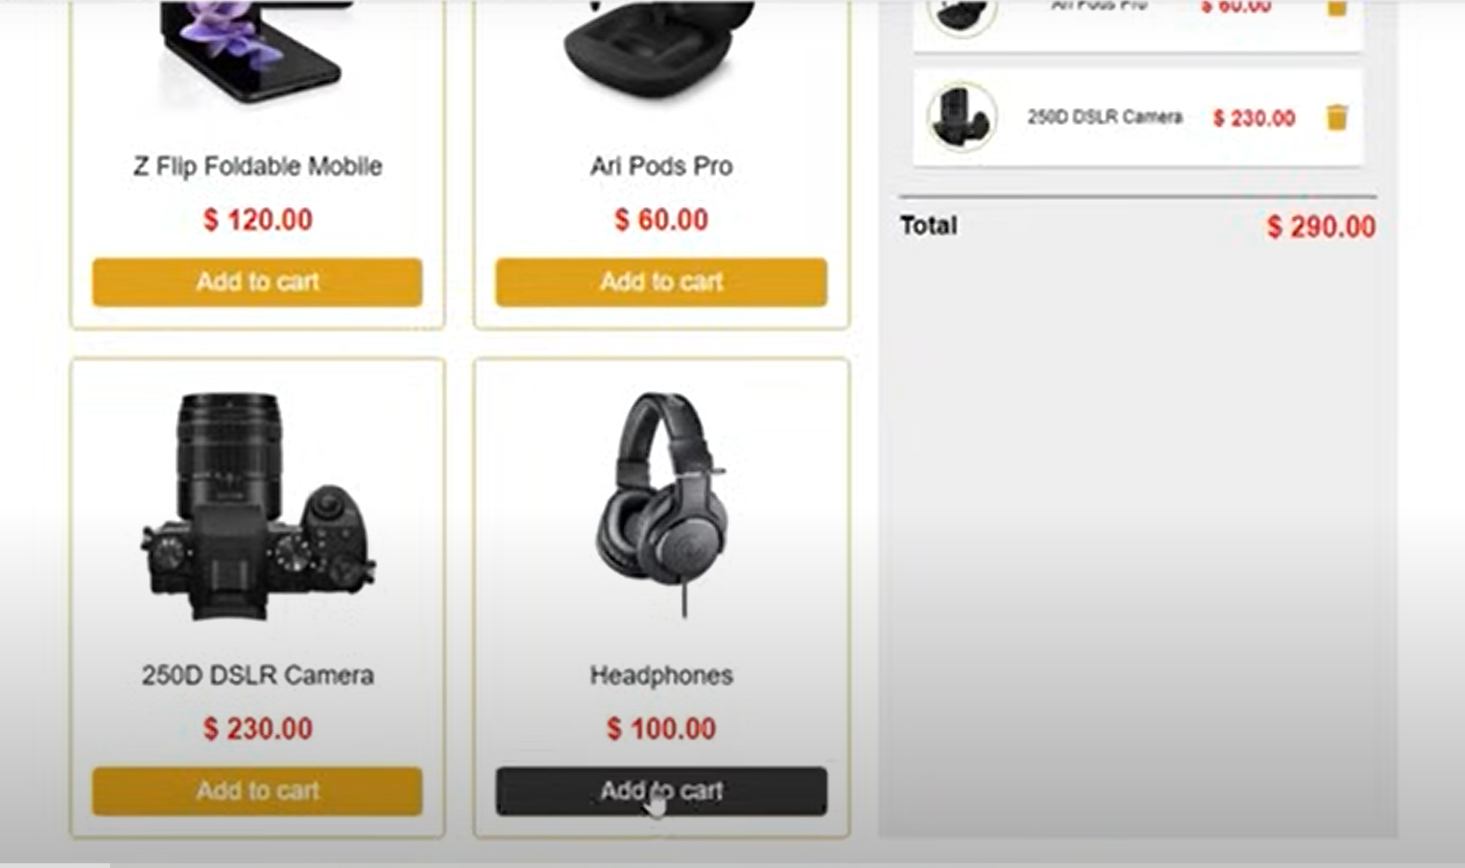 Z Flip Foldable Mobile
$ 120.00
Add to cart
Ari Pods Pro
$ 60.00
Add to cart
250D DSLR Camera
$ 230.00
Add to cart
Headphones
$ 100.00
Add to cart
Ari Pods Pro $ 60.00
250D DSLR Camera $ 230.00
Total $ 290.00